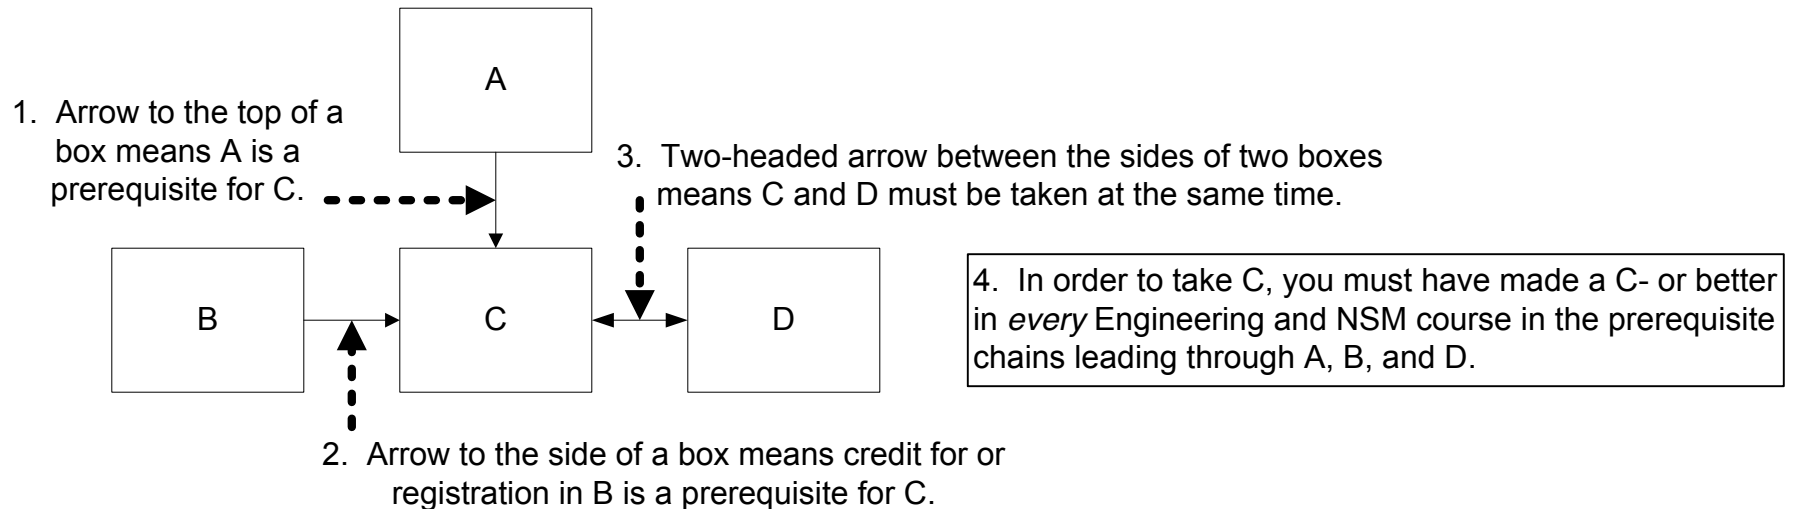 A
1. Arrow to the top of a
box means A is a
prerequisite for C.
3. Two-headed arrow between the sides of two boxes
means C and D must be taken at the same time.
B
C
D
4. In order to take C, you must have made a C- or better
in every Engineering and NSM course in the prerequisite
chains leading through A, B, and D.
2. Arrow to the side of a box means credit for or
registration in B is a prerequisite for C.